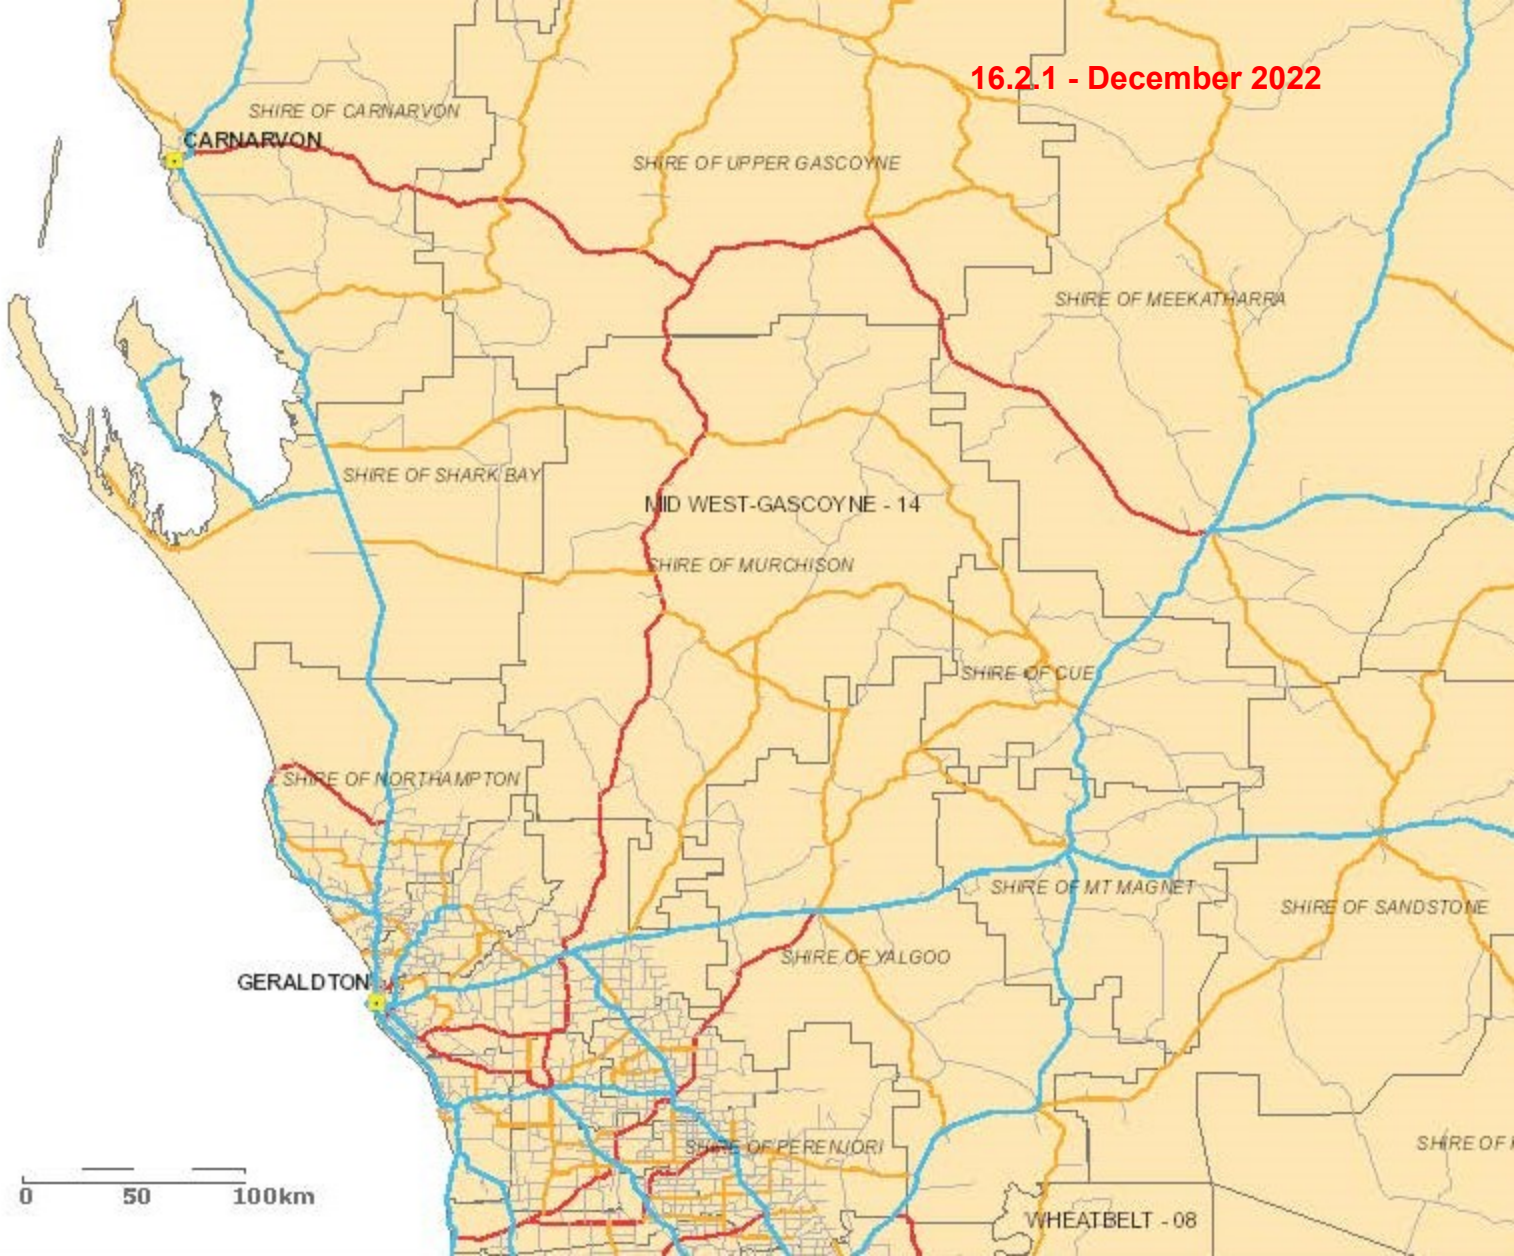 16.2.1 - December 2022
SHIRE OF CARNARVON
CARNARVON
SHIRE OF UPPER GASCOYNE
SHIRE OF MEEKATHARRA
SHIRE OF SHARK BAY
MID WEST-GASCOYNE - 14
SHIRE OF MURCHISON
SHIRE OF CUE
SHIRE OF NORTHAMPTON
SHIRE OF MT MAGNET
SHIRE OF SANDSTONE
SHIRE OF YALGOO
GERALDTON
SHIRE OF PERENJORI
SHIRE OF
0 50 100km
WHEATBELT - 08